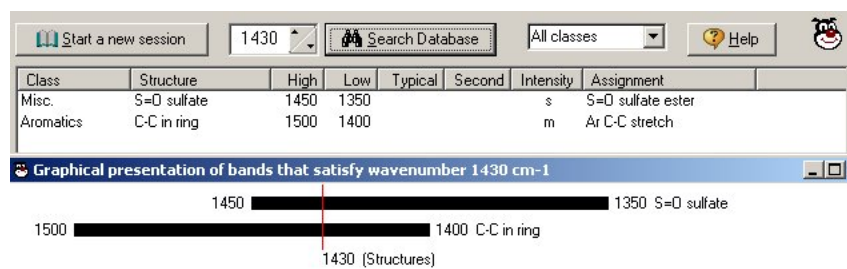 Start a new session 1430 Search Database All classes Help
Class Structure High Low Typical Second Intensity Assignment
Misc. S=O sulfate 1450 1350 s S=O sulfate ester
Aromatics C-C in ring 1500 1400 m Ar C-C stretch
Graphical presentation of bands that satisfy wavenumber 1430 cm-1
1450 1350 S=O sulfate
1500 1400 C-C in ring
1430 (Structures)